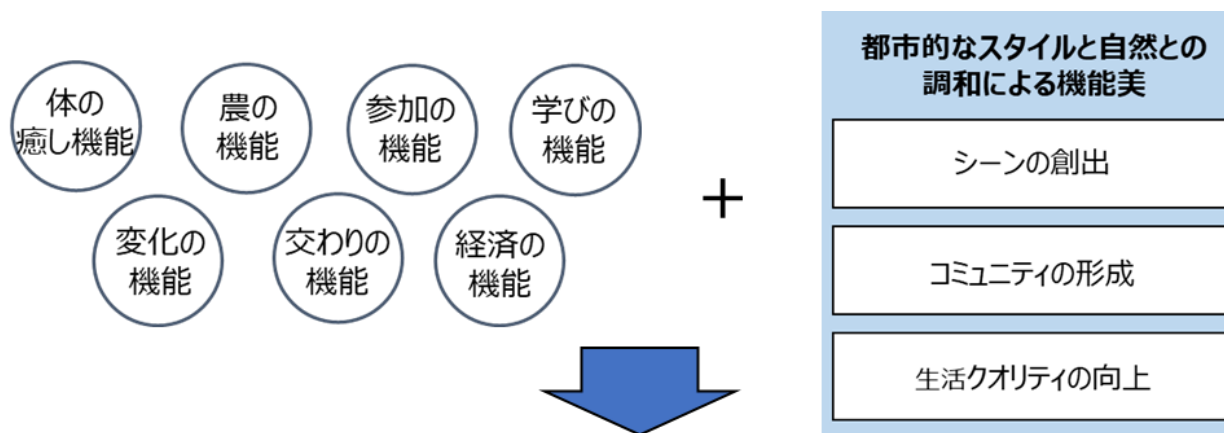 体の
癒し機能
農の
機能
参加の
機能
学びの
機能
変化の
機能
交わりの
機能
経済の
機能
＋
都市的なスタイルと自然との
調和による機能美
シーンの創出
コミュニティの形成
生活クオリティの向上